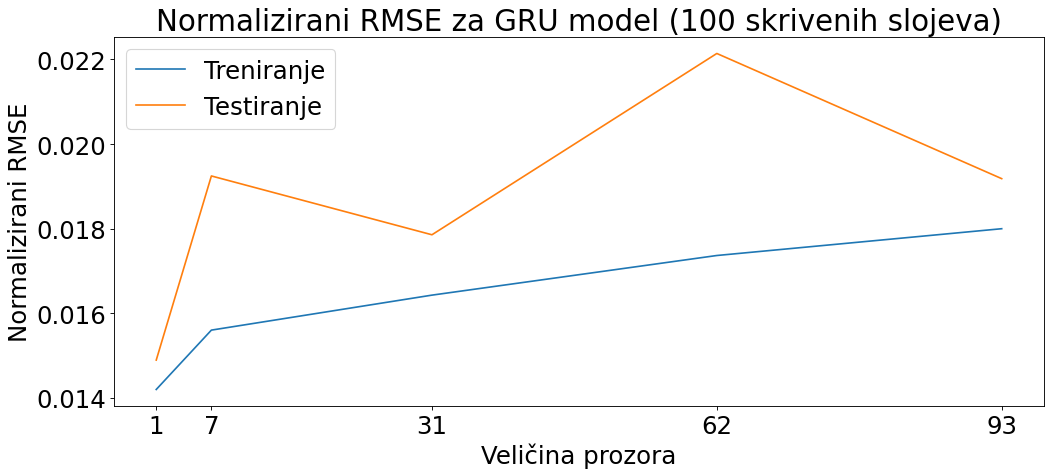 Normalizirani RMSE za GRU model (100 skrivenih slojeva)
Treniranje
Testiranje
Normalizirani RMSE
0.022
0.020
0.018
0.016
0.014
1 7 31 62 93
Veličina prozora